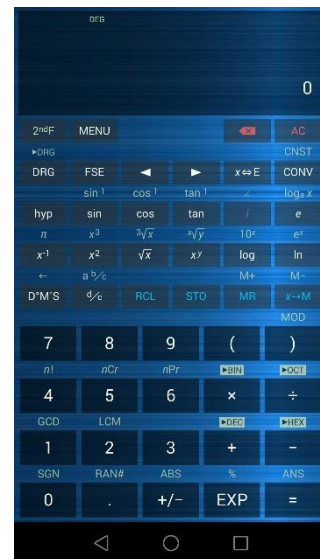 DEG
0
2ndF MENU AC
►DRG CNST
DRG FSE ◄ ► x⇔E CONV
sin⁻¹ cos⁻¹ tan⁻¹ ∠ logₐ x
hyp sin cos tan i e
π x³ ³√x ˣ√y 10ˣ eˣ
x⁻¹ x² √x xʸ log ln
← a b/c M+ M−
D°M'S d/c RCL STO MR x→M
MOD
7 8 9 ( )
n! nCr nPr ►BIN ►OCT
4 5 6 × ÷
GCD LCM ►DEC ►HEX
1 2 3 + −
SGN RAN# ABS % ANS
0 . +/− EXP =